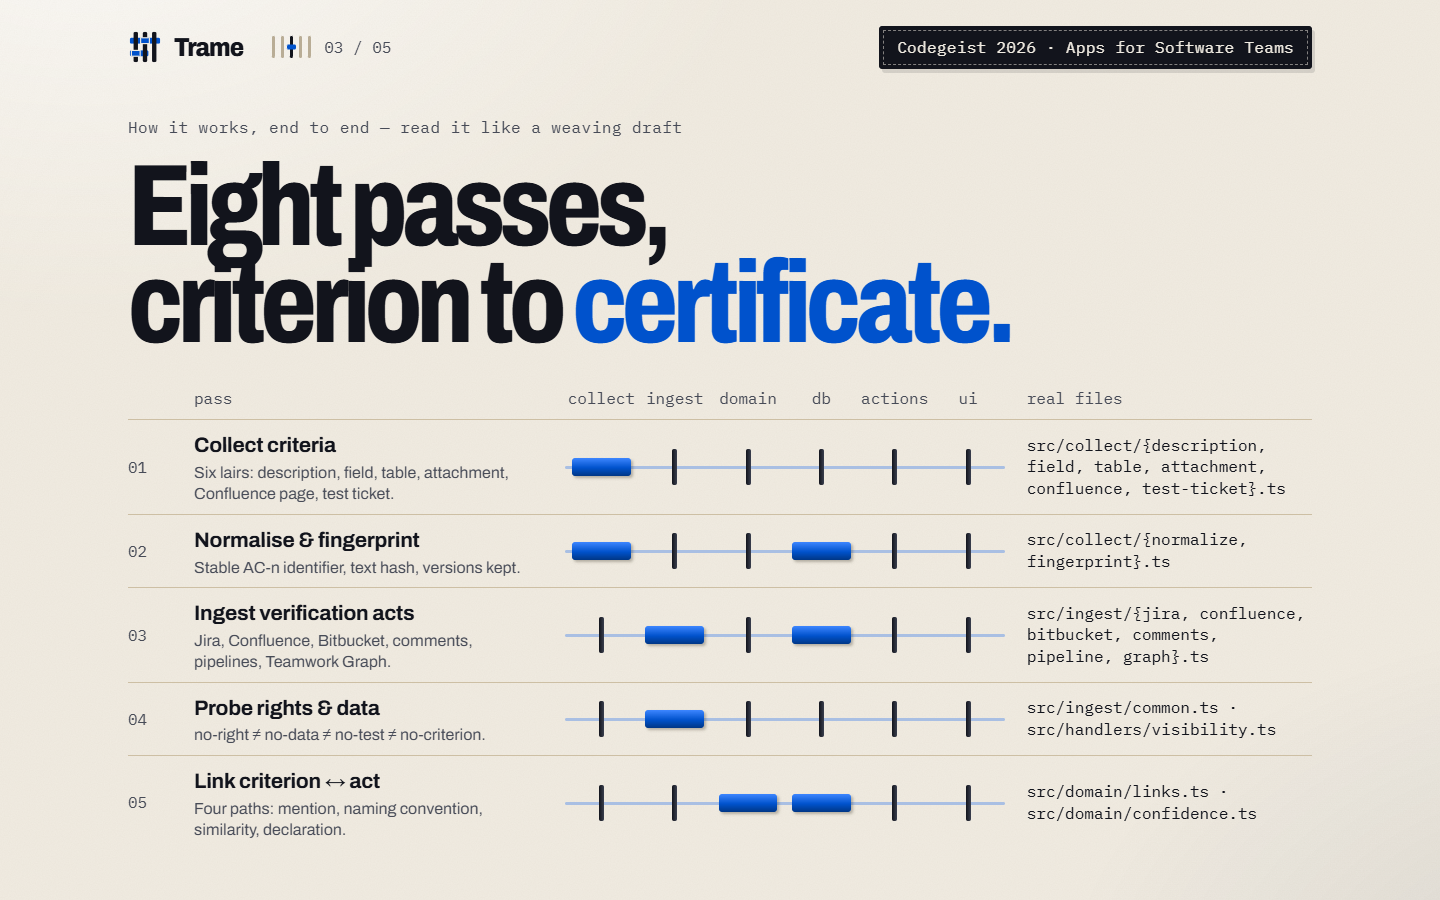 Trame
03 / 05
Codegeist 2026 · Apps for Software Teams
How it works, end to end — read it like a weaving draft
Eight passes,
criterion to certificate.
pass collect ingest domain db actions ui real files
01
Collect criteria
Six lairs: description, field, table, attachment,
Confluence page, test ticket.
src/collect/{description,
field, table, attachment,
confluence, test-ticket}.ts
02
Normalise & fingerprint
Stable AC-n identifier, text hash, versions kept.
src/collect/{normalize,
fingerprint}.ts
03
Ingest verification acts
Jira, Confluence, Bitbucket, comments,
pipelines, Teamwork Graph.
src/ingest/{jira, confluence,
bitbucket, comments,
pipeline, graph}.ts
04
Probe rights & data
no-right ≠ no-data ≠ no-test ≠ no-criterion.
src/ingest/common.ts ·
src/handlers/visibility.ts
05
Link criterion ↔ act
Four paths: mention, naming convention,
similarity, declaration.
src/domain/links.ts ·
src/domain/confidence.ts